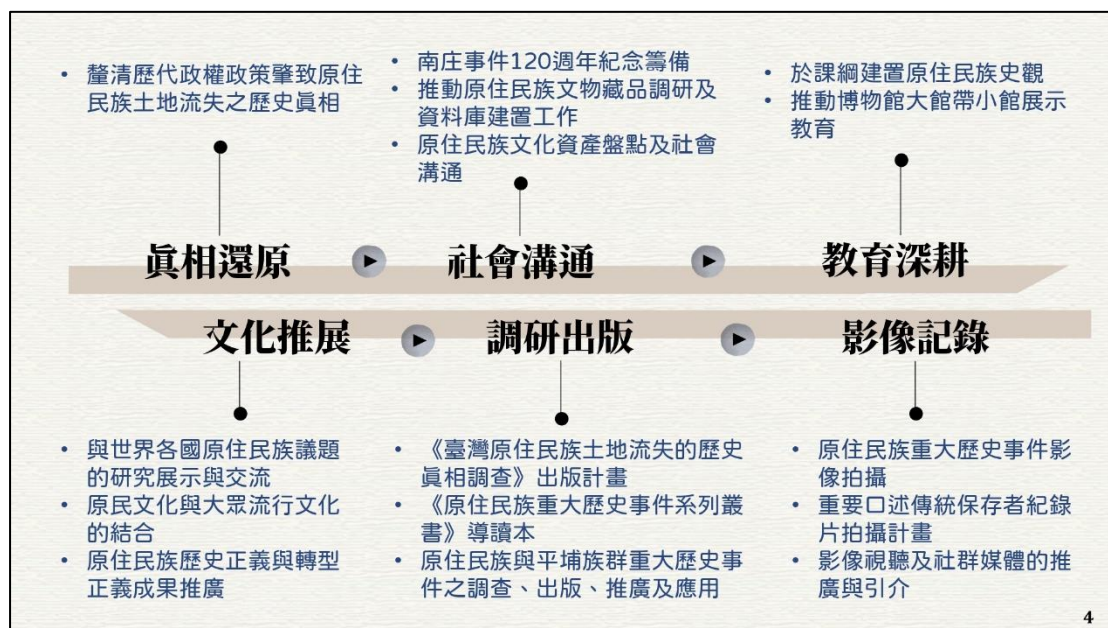 • 釐清歷代政權政策肇致原住
民族土地流失之歷史真相
• 南庄事件120週年紀念籌備
• 推動原住民族文物藏品調研及
資料庫建置工作
• 原住民族文化資產盤點及社會
溝通
• 於課綱建置原住民族史觀
• 推動博物館大館帶小館展示
教育
真相還原
社會溝通
教育深耕
文化推展
調研出版
影像記錄
• 與世界各國原住民族議題
的研究展示與交流
• 原民文化與大眾流行文化
的結合
• 原住民族歷史正義與轉型
正義成果推廣
• 《臺灣原住民族土地流失的歷史
真相調查》出版計畫
• 《原住民族重大歷史事件系列叢
書》導讀本
• 原住民族與平埔族群重大歷史事
件之調查、出版、推廣及應用
• 原住民族重大歷史事件影
像拍攝
• 重要口述傳統保存者紀錄
片拍攝計畫
• 影像視聽及社群媒體的推
廣與引介
4